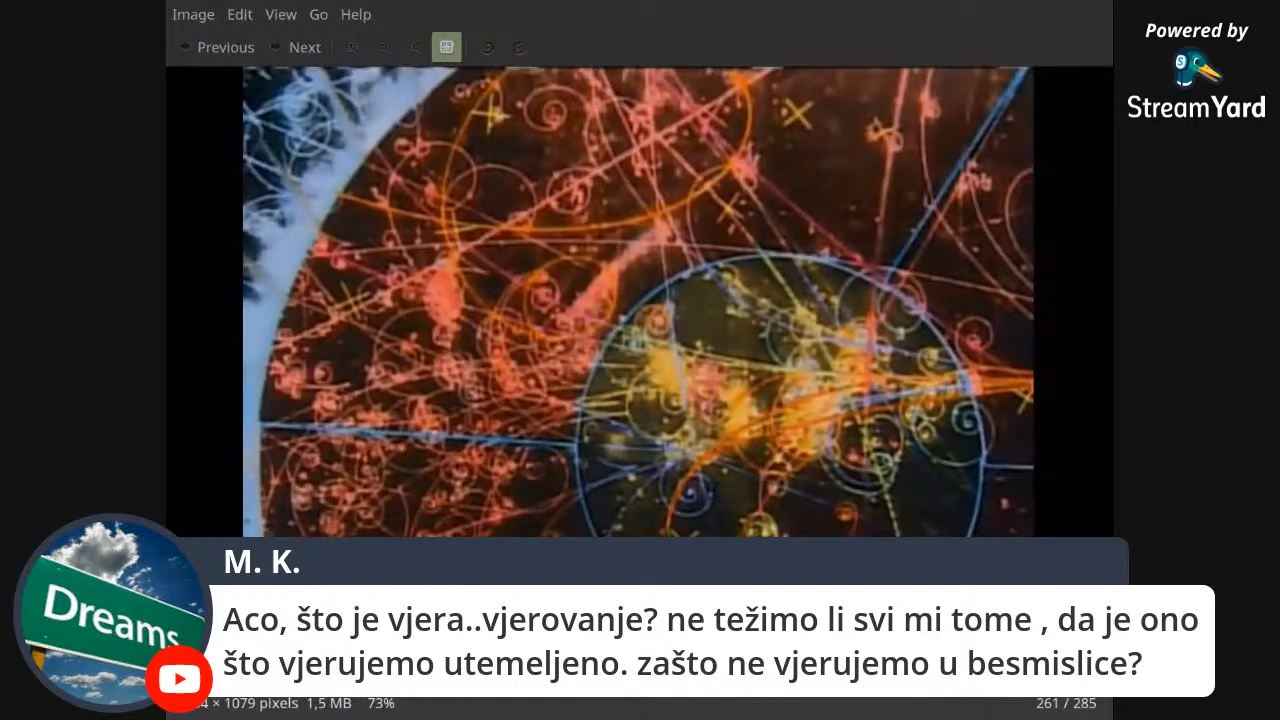 Image Edit View Go Help
Previous Next
Powered by
StreamYard
Dreams
M. K.
Aco, što je vjera..vjerovanje? ne težimo li svi mi tome , da je ono
što vjerujemo utemeljeno. zašto ne vjerujemo u besmislice?
4 × 1079 pixels 1,5 MB 73%
261 / 285